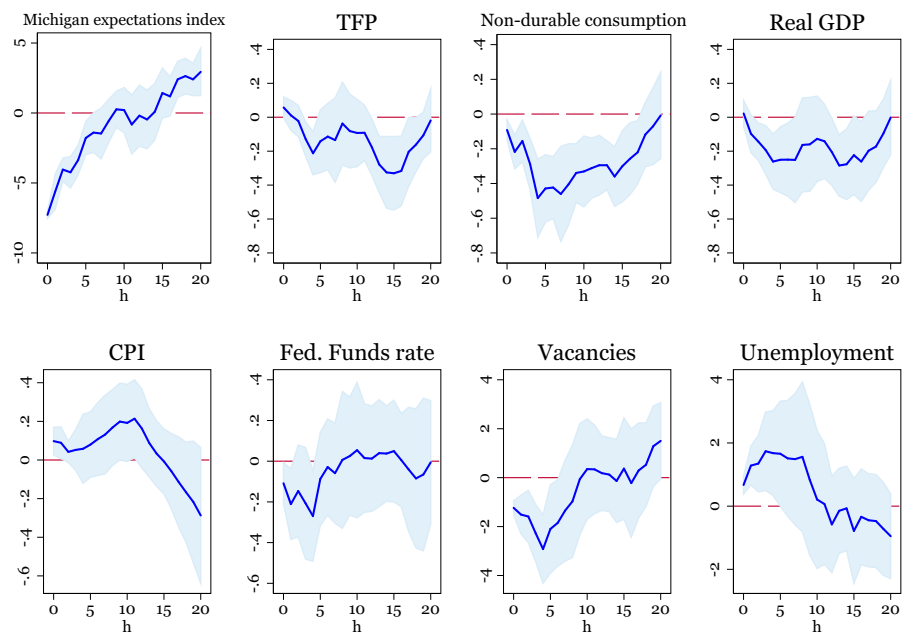 Michigan expectations index
5
0
-5
-10
0 5 10 15 20
h
TFP
.4
.2
0
-.2
-.4
-.6
-.8
0 5 10 15 20
h
Non-durable consumption
.4
.2
0
-.2
-.4
-.6
-.8
0 5 10 15 20
h
Real GDP
.4
.2
0
-.2
-.4
-.6
-.8
0 5 10 15 20
h
CPI
.4
.2
0
-.2
-.4
-.6
0 5 10 15 20
h
Fed. Funds rate
.4
.2
0
-.2
-.4
-.6
0 5 10 15 20
h
Vacancies
4
2
0
-2
-4
0 5 10 15 20
h
Unemployment
4
2
0
-2
0 5 10 15 20
h